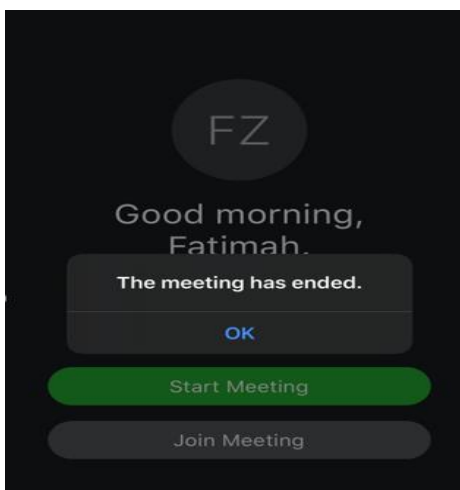 FZ
Good morning,
Fatimah.
The meeting has ended.
OK
Start Meeting
Join Meeting